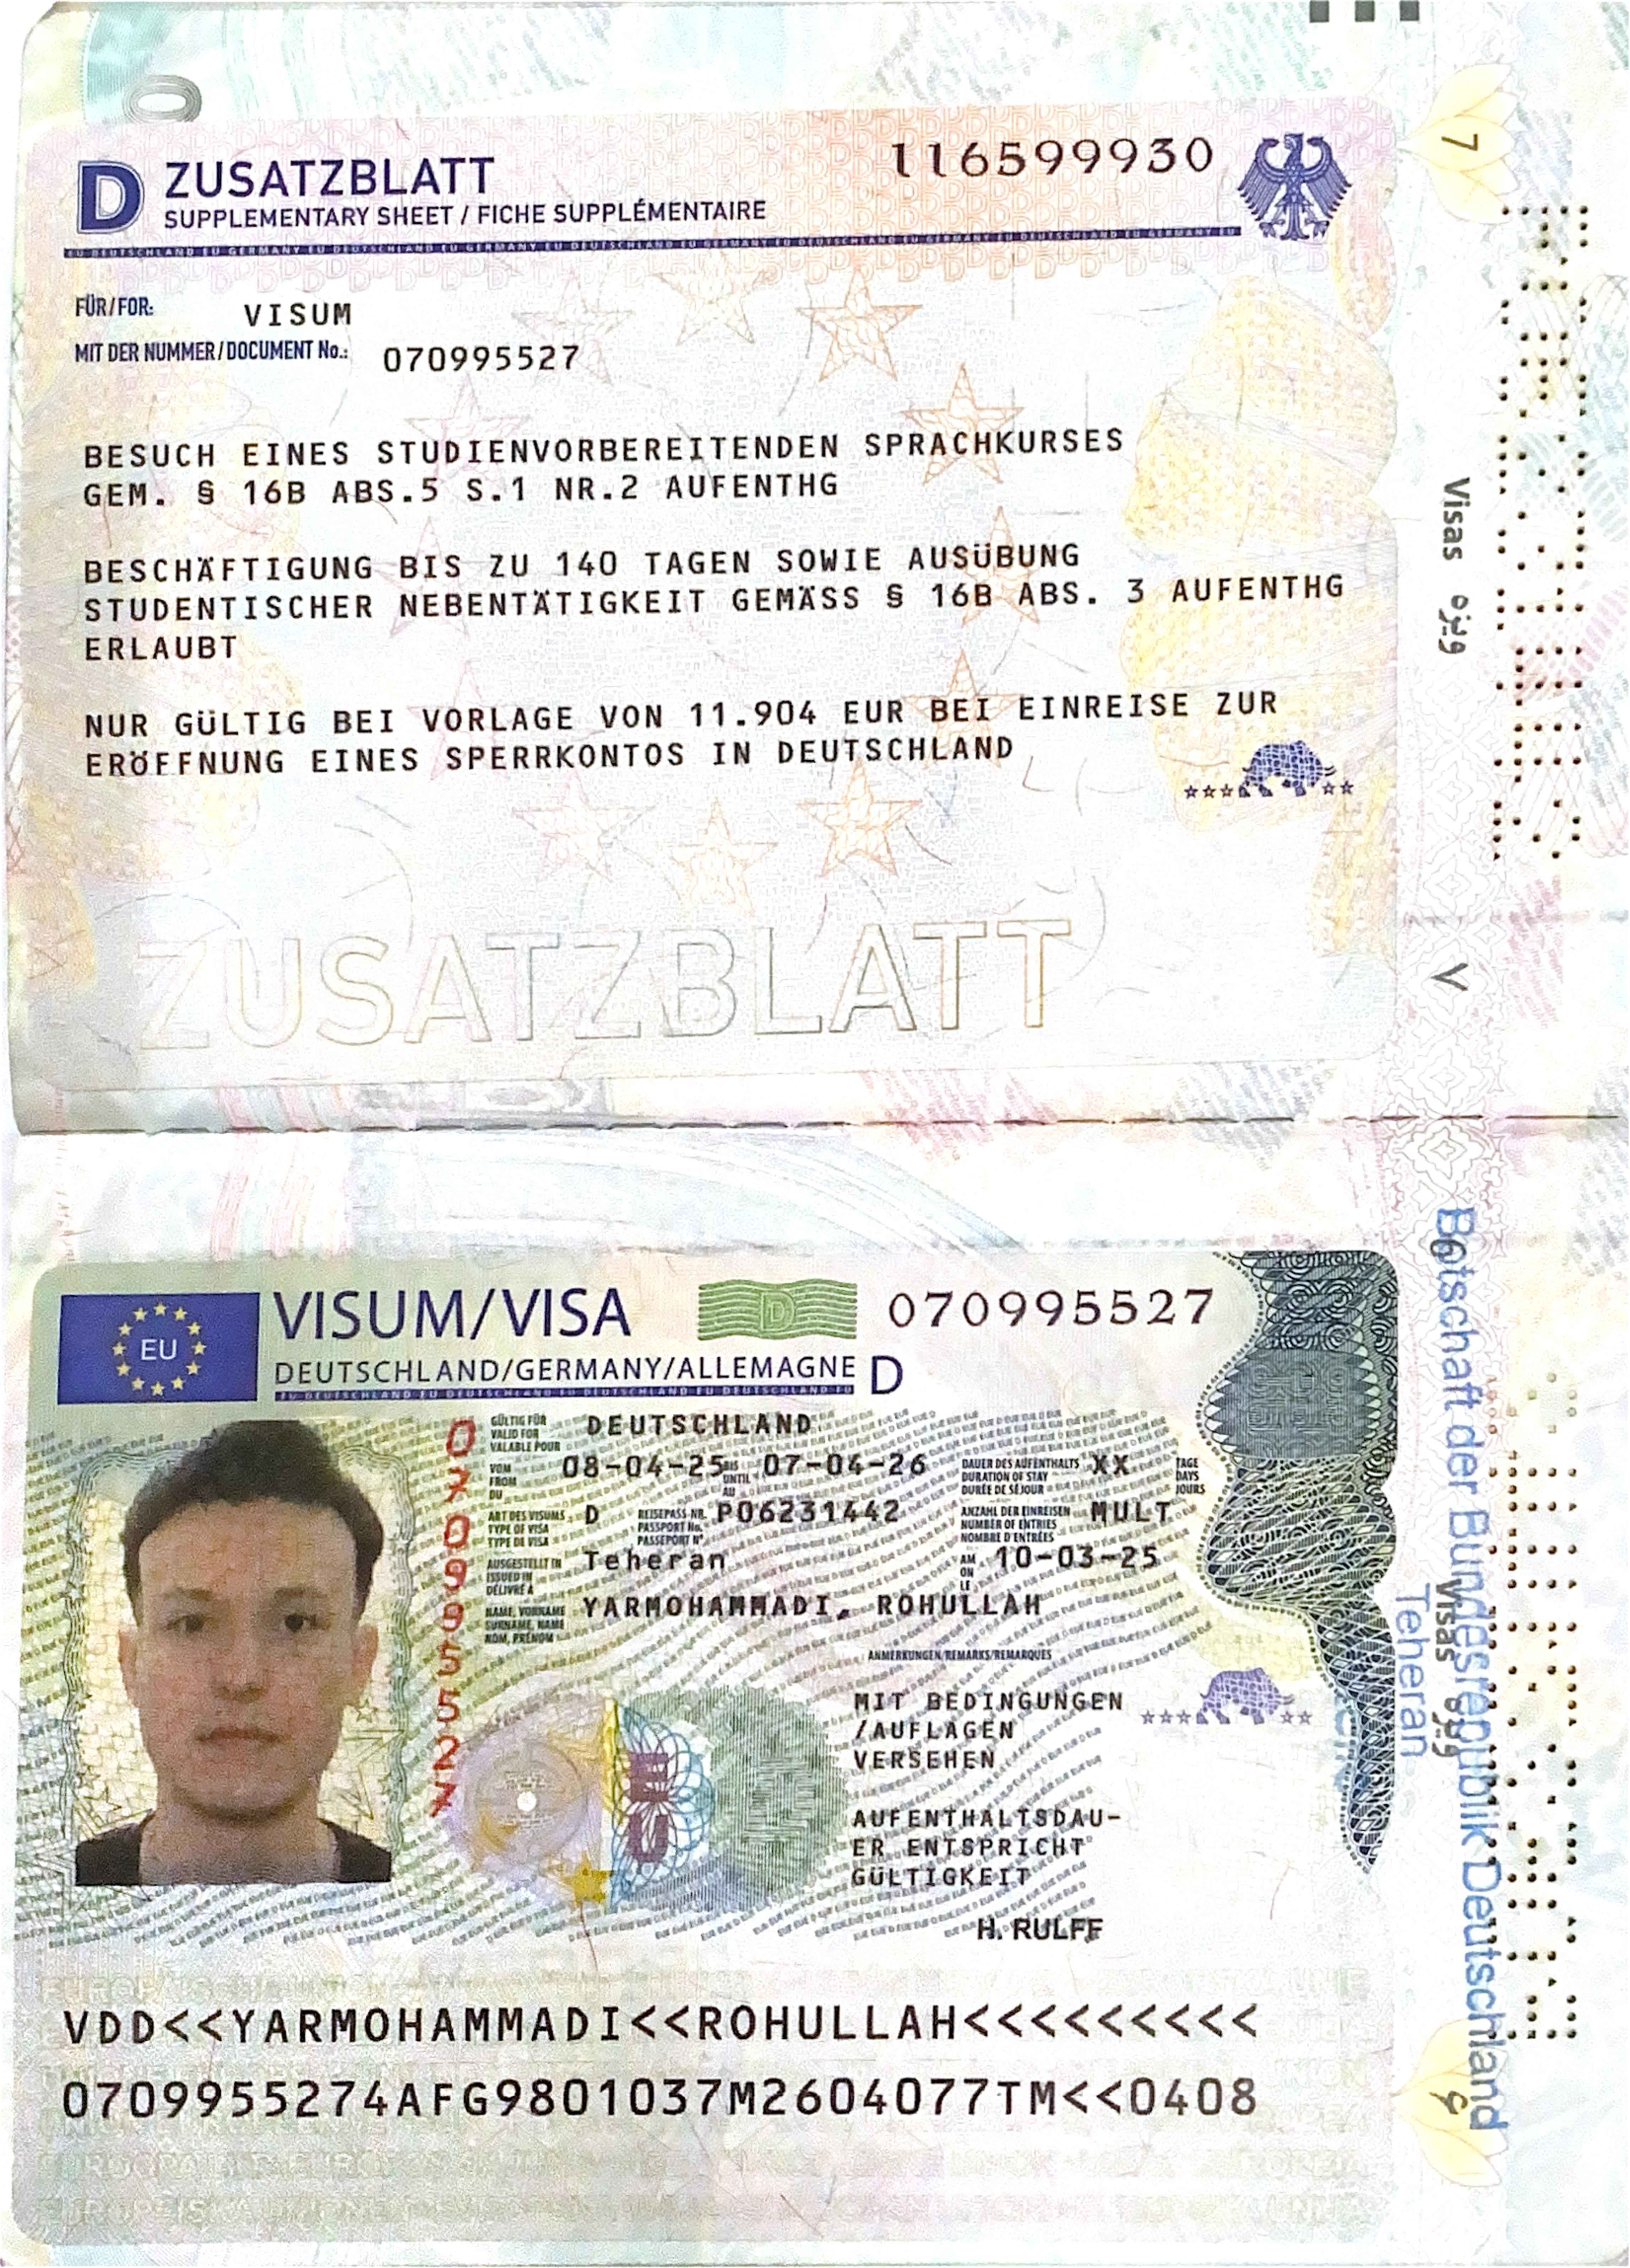 D ZUSATZBLATT
116599930
SUPPLEMENTARY SHEET / FICHE SUPPLÉMENTAIRE
FÜR/FOR: VISUM
MIT DER NUMMER/DOCUMENT No.: 070995527
BESUCH EINES STUDIENVORBEREITENDEN SPRACHKURSES
GEM. § 16B ABS.5 S.1 NR.2 AUFENTHG
BESCHÄFTIGUNG BIS ZU 140 TAGEN SOWIE AUSÜBUNG
STUDENTISCHER NEBENTÄTIGKEIT GEMÄSS § 16B ABS. 3 AUFENTHG
ERLAUBT
NUR GÜLTIG BEI VORLAGE VON 11.904 EUR BEI EINREISE ZUR
ERÖFFNUNG EINES SPERRKONTOS IN DEUTSCHLAND
ZUSATZBLATT
7
Visas ویزه
۷
EU
VISUM/VISA
D
070995527
DEUTSCHLAND/GERMANY/ALLEMAGNE D
070995527
GÜLTIG FÜR
VALID FOR
VALABLE POUR
DEUTSCHLAND
VOM
FROM
DU
08-04-25
BIS
UNTIL
AU
07-04-26
DAUER DES AUFENTHALTS
DURATION OF STAY
DURÉE DE SÉJOUR
XX
TAGE
DAYS
JOURS
ART DES VISUMS
TYPE OF VISA
TYPE DE VISA
D
REISEPASS-NR.
PASSPORT No.
PASSEPORT N°
P06231442
ANZAHL DER EINREISEN
NUMBER OF ENTRIES
NOMBRE D'ENTRÉES
MULT
AUSGESTELLT IN
ISSUED IN
DÉLIVRÉ À
Teheran
AM
ON
LE
10-03-25
NAME, VORNAME
SURNAME, NAME
NOM, PRÉNOM
YARMOHAMMADI, ROHULLAH
ANMERKUNGEN/REMARKS/REMARQUES
MIT BEDINGUNGEN
/AUFLAGEN
VERSEHEN
AUFENTHALTSDAU-
ER ENTSPRICHT
GÜLTIGKEIT
H. RULFF
VDD<<YARMOHAMMADI<<ROHULLAH<<<<<<<<<
0709955274AFG9801037M2604077TM<<0408
Botschaft der Bundesrepublik Deutschland
Teheran
6
Visas
۶